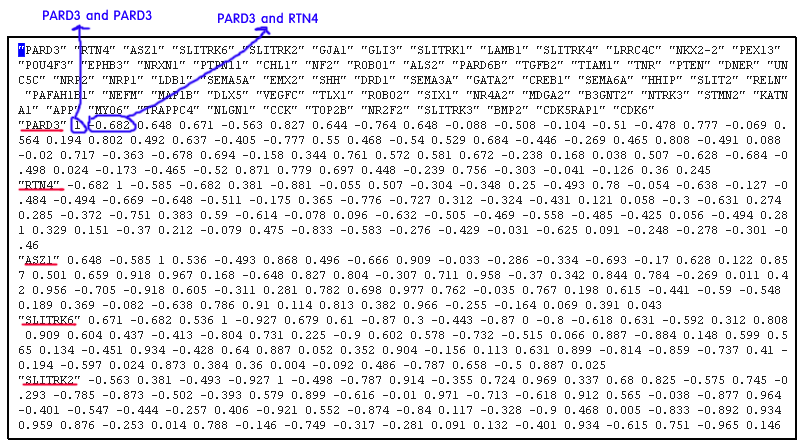 PARD3 and PARD3
PARD3 and RTN4
"PARD3" "RTN4" "ASZ1" "SLITRK6" "SLITRK2" "GJA1" "GLI3" "SLITRK1" "LAMB1" "SLITRK4" "LRRC4C" "NKX2-2" "PEX13"
"POU4F3" "EPHB3" "NRXN1" "PTPN11" "CHL1" "NF2" "ROBO1" "ALS2" "PARD6B" "TGFB2" "TIAM1" "TNR" "PTEN" "DNER" "UN
C5C" "NRP2" "NRP1" "LDB1" "SEMA5A" "EMX2" "SHH" "DRD1" "SEMA3A" "GATA2" "CREB1" "SEMA6A" "HHIP" "SLIT2" "RELN"
"PAFAH1B1" "NEFM" "MAP1B" "DLX5" "VEGFC" "TLX1" "ROBO2" "SIX1" "NR4A2" "MDGA2" "B3GNT2" "NTRK3" "STMN2" "KATN
A1" "APP" "MYO6" "TRAPPC4" "NLGN1" "CCK" "TOP2B" "NR2F2" "SLITRK3" "BMP2" "CDK5RAP1" "CDK6"
"PARD3" 1 -0.682 0.648 0.671 -0.563 0.827 0.644 -0.764 0.648 -0.088 -0.508 -0.104 -0.51 -0.478 0.777 -0.069 0.
564 0.194 0.802 0.492 0.637 -0.405 -0.777 0.55 0.468 -0.54 0.529 0.684 -0.446 -0.269 0.465 0.808 -0.491 0.088
-0.02 0.717 -0.363 -0.678 0.694 -0.158 0.344 0.761 0.572 0.581 0.672 -0.238 0.168 0.038 0.507 -0.628 -0.684 -0
.498 0.024 -0.173 -0.465 -0.52 0.871 0.779 0.697 0.448 -0.239 0.756 0.303 -0.041 -0.126 0.36 0.245
"RTN4" -0.682 1 -0.585 -0.682 0.381 -0.881 -0.055 0.507 -0.304 -0.348 0.25 -0.493 0.78 -0.054 -0.638 -0.127 -0
.484 -0.494 -0.669 -0.648 -0.511 -0.175 0.365 -0.776 -0.727 0.312 -0.324 -0.431 0.121 0.058 -0.3 -0.631 0.274
0.285 -0.372 -0.751 0.383 0.59 -0.614 -0.078 0.096 -0.632 -0.505 -0.469 -0.558 -0.485 -0.425 0.056 -0.494 0.28
1 0.329 0.151 -0.37 0.212 -0.079 0.475 -0.833 -0.583 -0.276 -0.429 -0.031 -0.625 0.091 -0.248 -0.278 -0.301 -0
.46
"ASZ1" 0.648 -0.585 1 0.536 -0.493 0.868 0.496 -0.666 0.909 -0.033 -0.286 -0.334 -0.693 -0.17 0.628 0.122 0.85
7 0.501 0.659 0.918 0.967 0.168 -0.648 0.827 0.804 -0.307 0.711 0.958 -0.37 0.342 0.844 0.784 -0.269 0.011 0.4
2 0.956 -0.705 -0.918 0.605 -0.311 0.281 0.782 0.698 0.977 0.762 -0.035 0.767 0.198 0.615 -0.441 -0.59 -0.548
0.189 0.369 -0.082 -0.638 0.786 0.91 0.114 0.813 0.382 0.966 -0.255 -0.164 0.069 0.391 0.043
"SLITRK6" 0.671 -0.682 0.536 1 -0.927 0.679 0.61 -0.87 0.3 -0.443 -0.87 0 -0.8 -0.618 0.631 -0.592 0.312 0.808
0.909 0.604 0.437 -0.413 -0.804 0.731 0.225 -0.9 0.602 0.578 -0.732 -0.515 0.066 0.887 -0.884 0.148 0.599 0.5
65 0.134 -0.451 0.934 -0.428 0.64 0.887 0.052 0.352 0.904 -0.156 0.113 0.631 0.899 -0.814 -0.859 -0.737 0.41 -
0.194 -0.597 0.024 0.873 0.384 0.36 0.004 -0.092 0.486 -0.787 0.658 -0.5 0.887 0.025
"SLITRK2" -0.563 0.381 -0.493 -0.927 1 -0.498 -0.787 0.914 -0.355 0.724 0.969 0.337 0.68 0.825 -0.575 0.745 -0
.293 -0.785 -0.873 -0.502 -0.393 0.579 0.899 -0.616 -0.01 0.971 -0.713 -0.618 0.912 0.565 -0.038 -0.877 0.964
-0.401 -0.547 -0.444 -0.257 0.406 -0.921 0.552 -0.874 -0.84 0.117 -0.328 -0.9 0.468 0.005 -0.833 -0.892 0.934
0.959 0.876 -0.253 0.014 0.788 -0.146 -0.749 -0.317 -0.281 0.091 0.132 -0.401 0.934 -0.615 0.751 -0.965 0.146